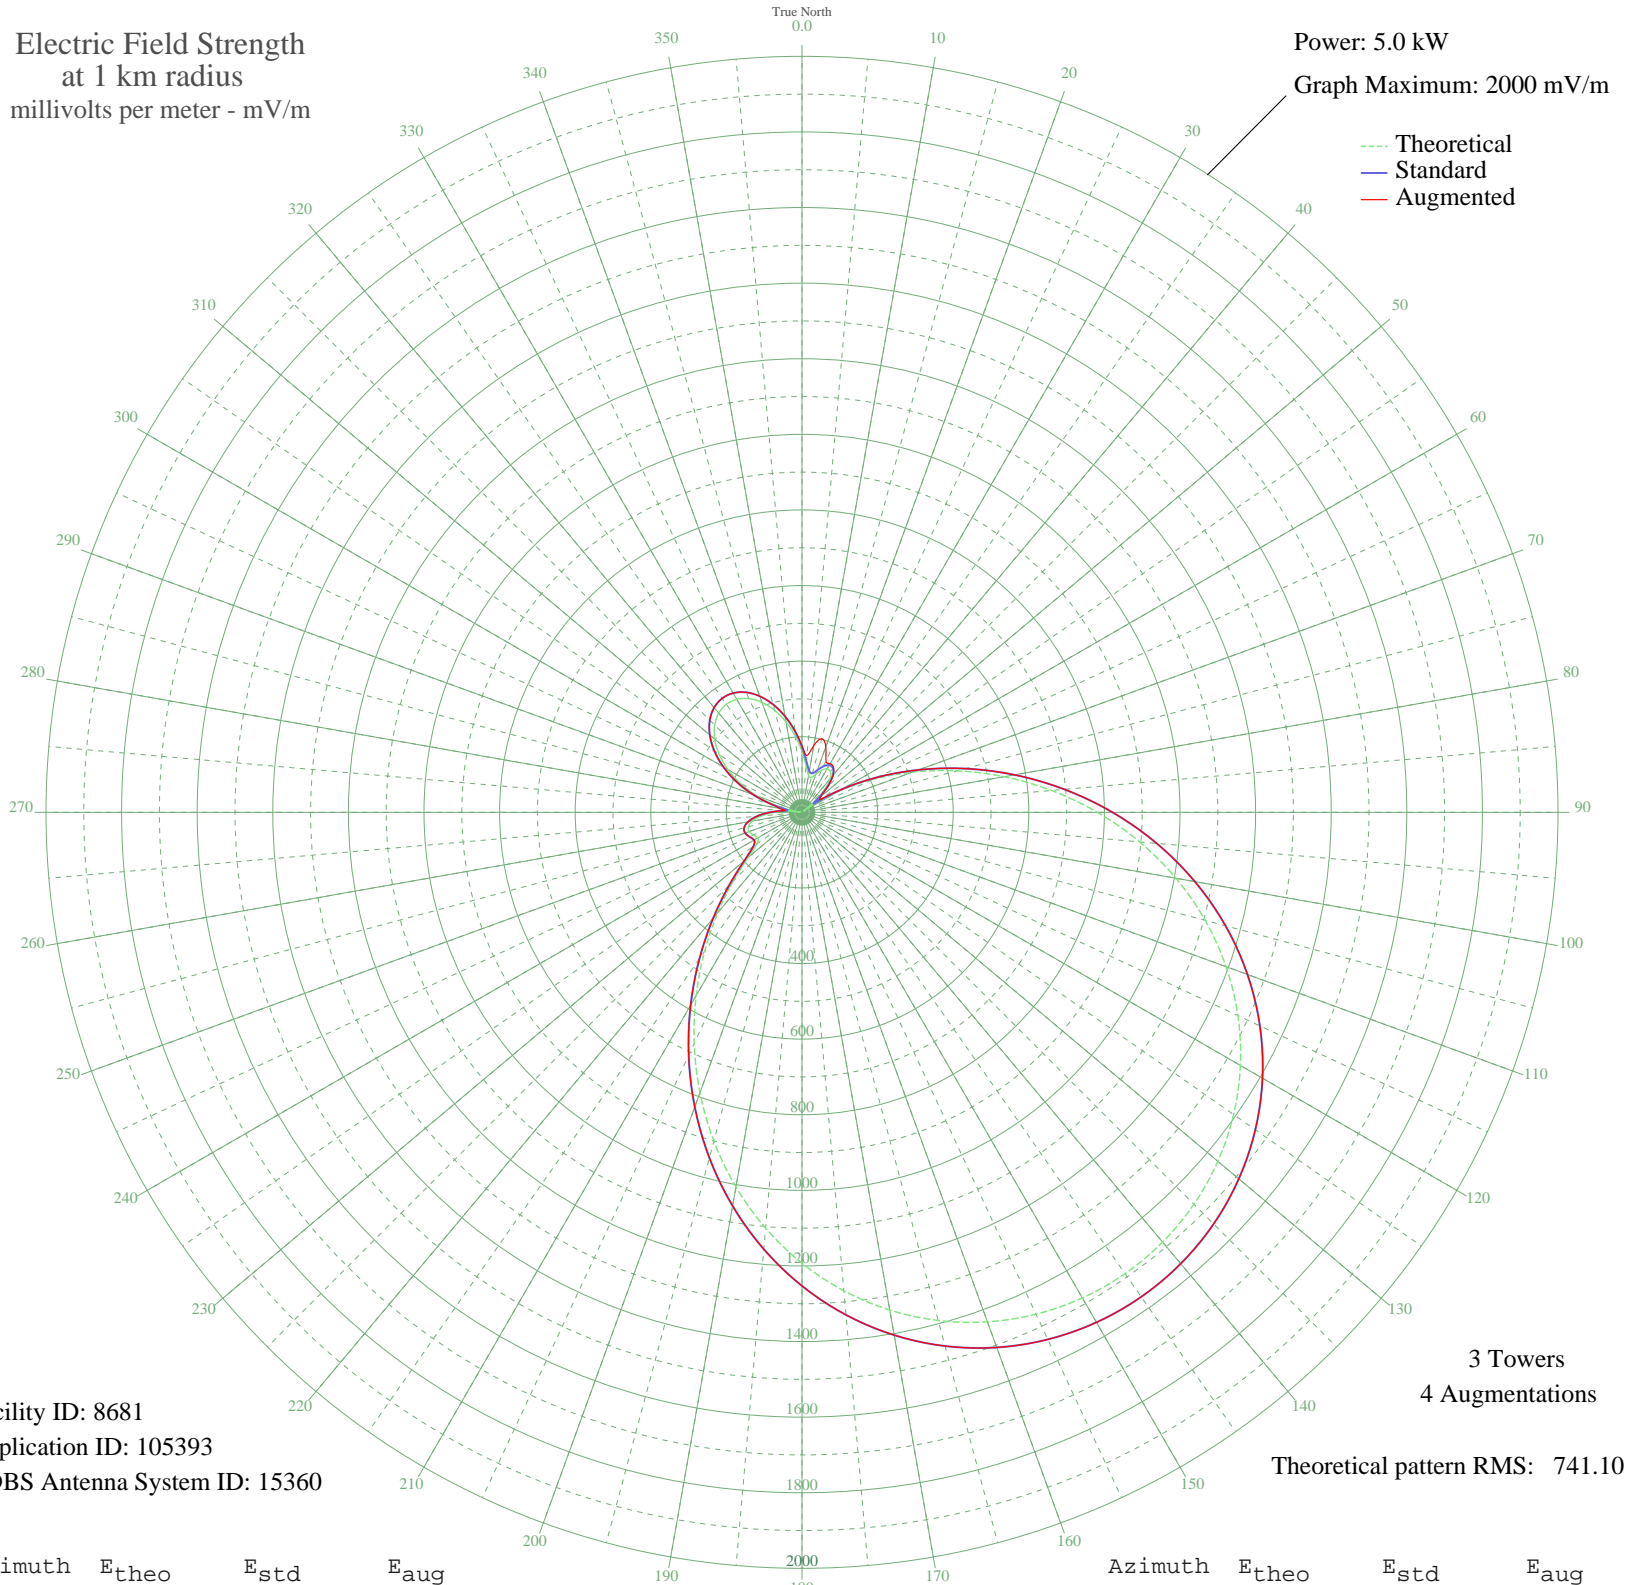 True North
0.0
Electric Field Strength
at 1 km radius
millivolts per meter - mV/m
Power: 5.0 kW
Graph Maximum: 2000 mV/m
Theoretical
Standard
Augmented
10
20
30
40
50
60
70
80
90
100
110
120
130
140
150
160
170
190
200
210
220
230
240
250
260
270
280
290
300
310
320
330
340
350
400
600
800
1000
1200
1400
1600
1800
2000
3 Towers
4 Augmentations
Theoretical pattern RMS: 741.10
cility ID: 8681
plication ID: 105393
DBS Antenna System ID: 15360
imuth Etheo Estd Eaug
Azimuth Etheo Estd Eaug